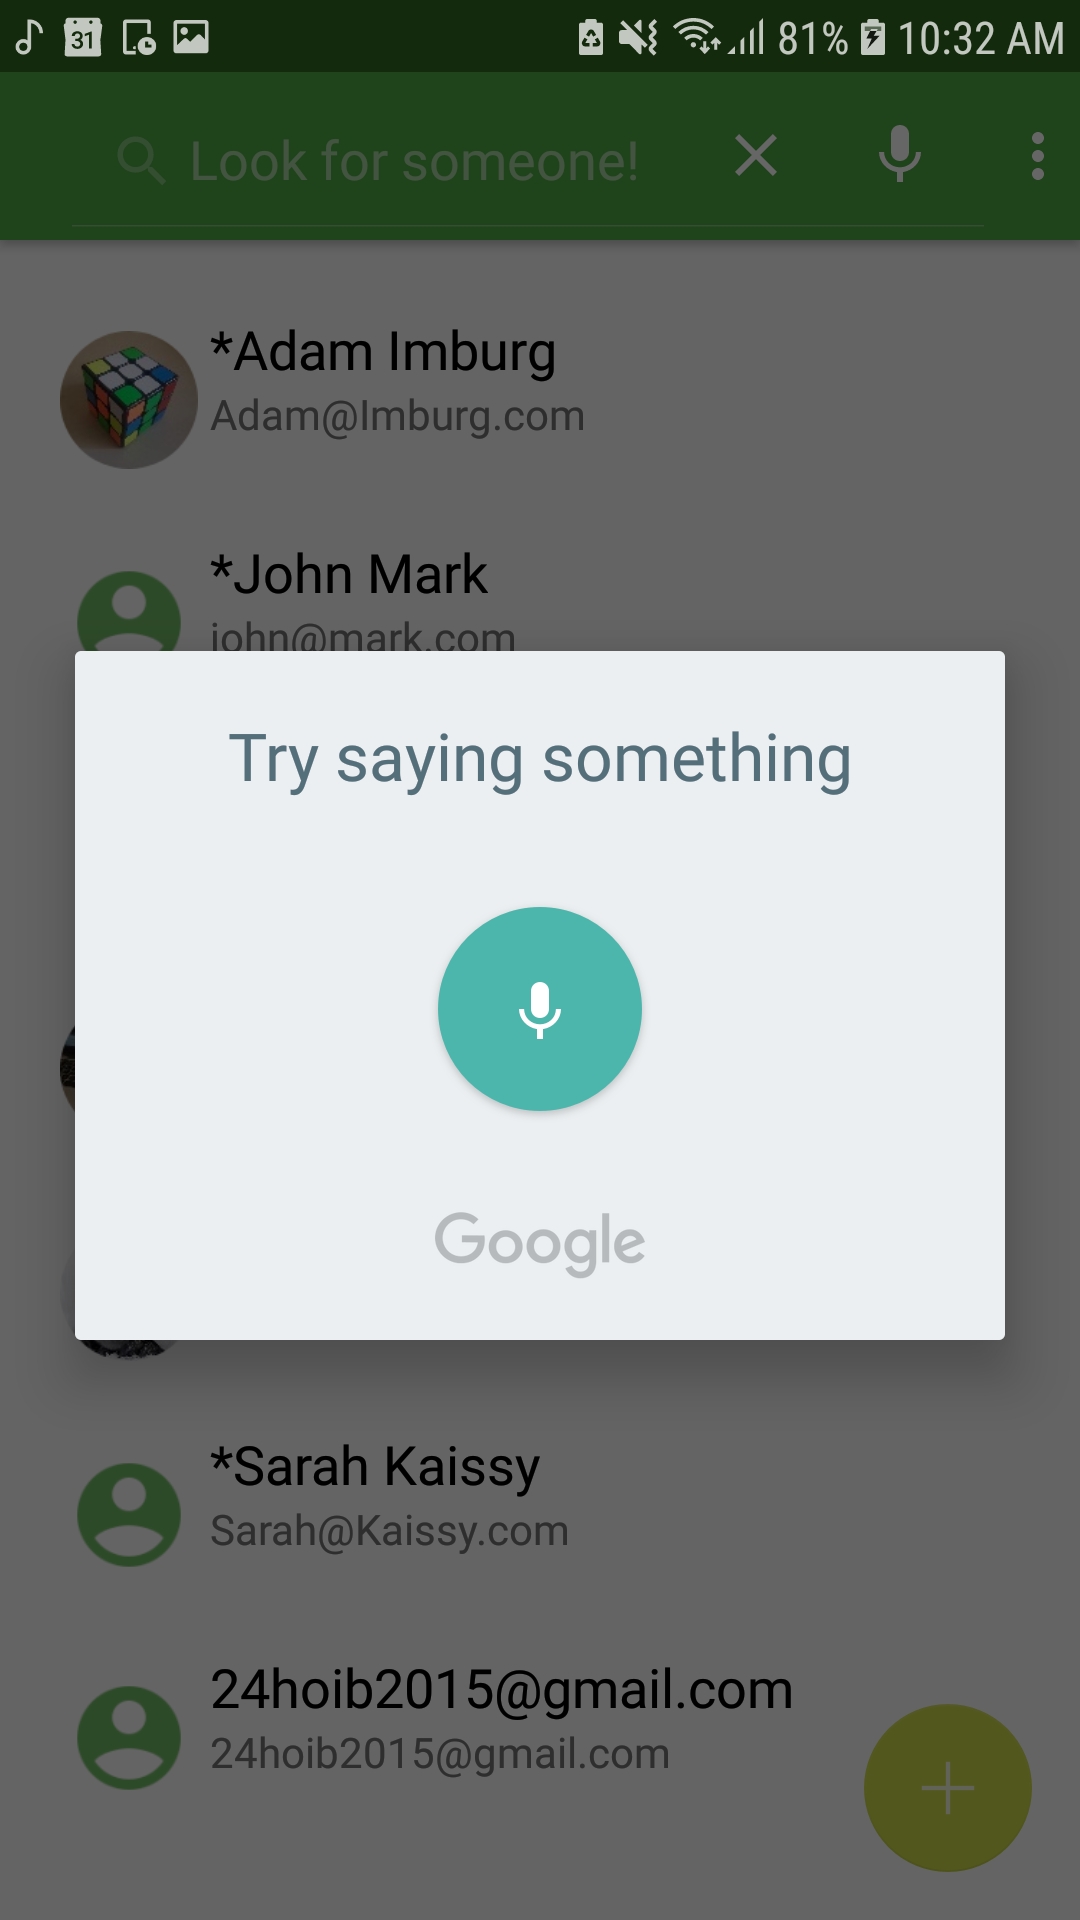 31 81% 10:32 AM
Look for someone!
*Adam Imburg
Adam@Imburg.com
*John Mark
john@mark.com
Try saying something
Google
*Sarah Kaissy
Sarah@Kaissy.com
24hoib2015@gmail.com
24hoib2015@gmail.com